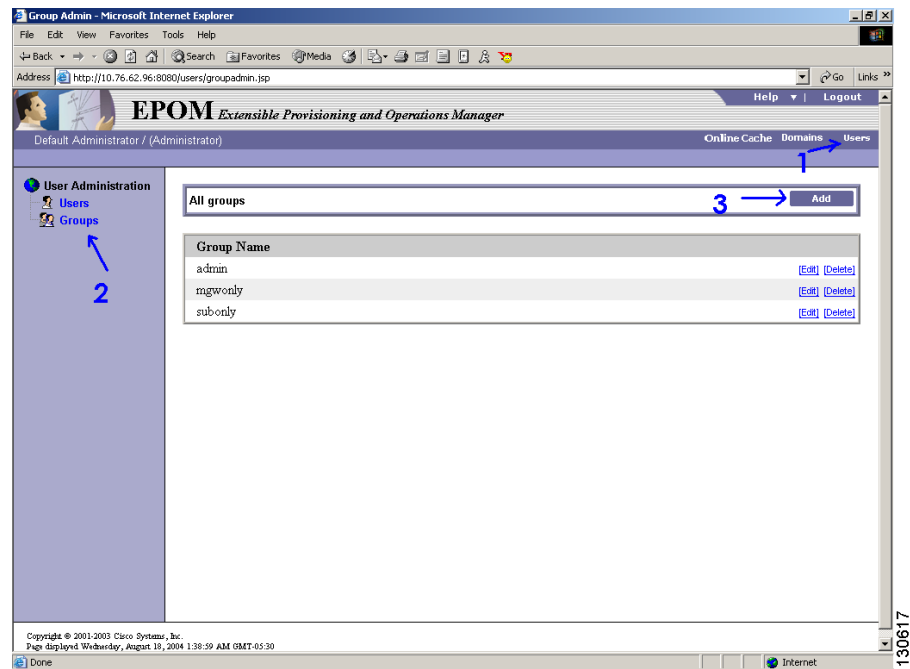 Group Admin - Microsoft Internet Explorer
File Edit View Favorites Tools Help
Back Search Favorites Media
Address http://10.76.62.96:8080/users/groupadmin.jsp Go Links »
Help ▼ | Logout
EPOM Extensible Provisioning and Operations Manager
Default Administrator / (Administrator) Online Cache Domains Users
1
User Administration
Users
Groups
2
All groups
3
Add
Group Name
admin [Edit] [Delete]
mgwonly [Edit] [Delete]
subonly [Edit] [Delete]
Copyright © 2001-2003 Cisco Systems, Inc.
Page displayed Wednesday, August 18, 2004 1:38:59 AM GMT-05:30
Done Internet
130617